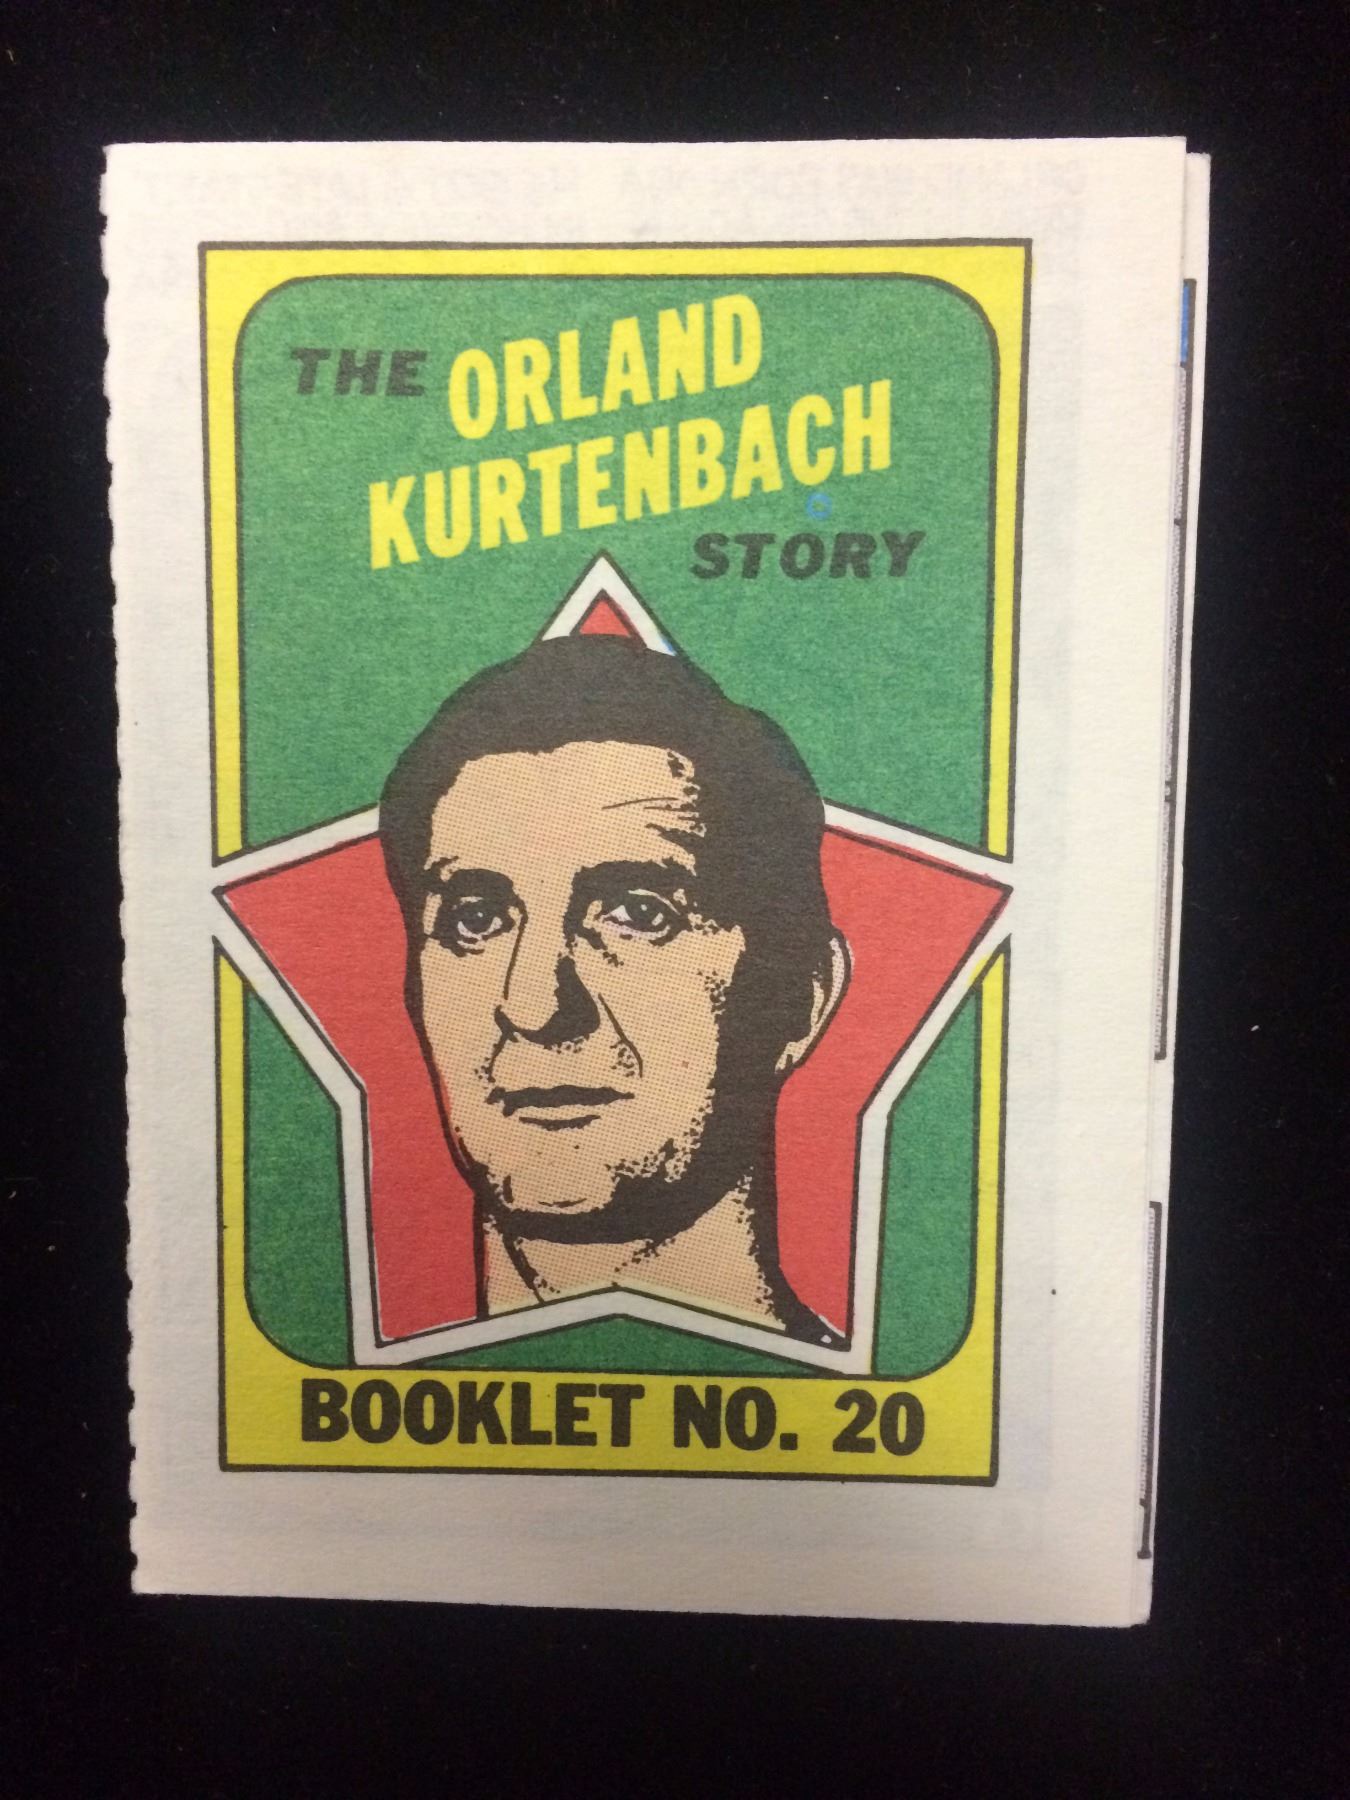 THE ORLAND
KURTENBACH
STORY
BOOKLET NO. 20